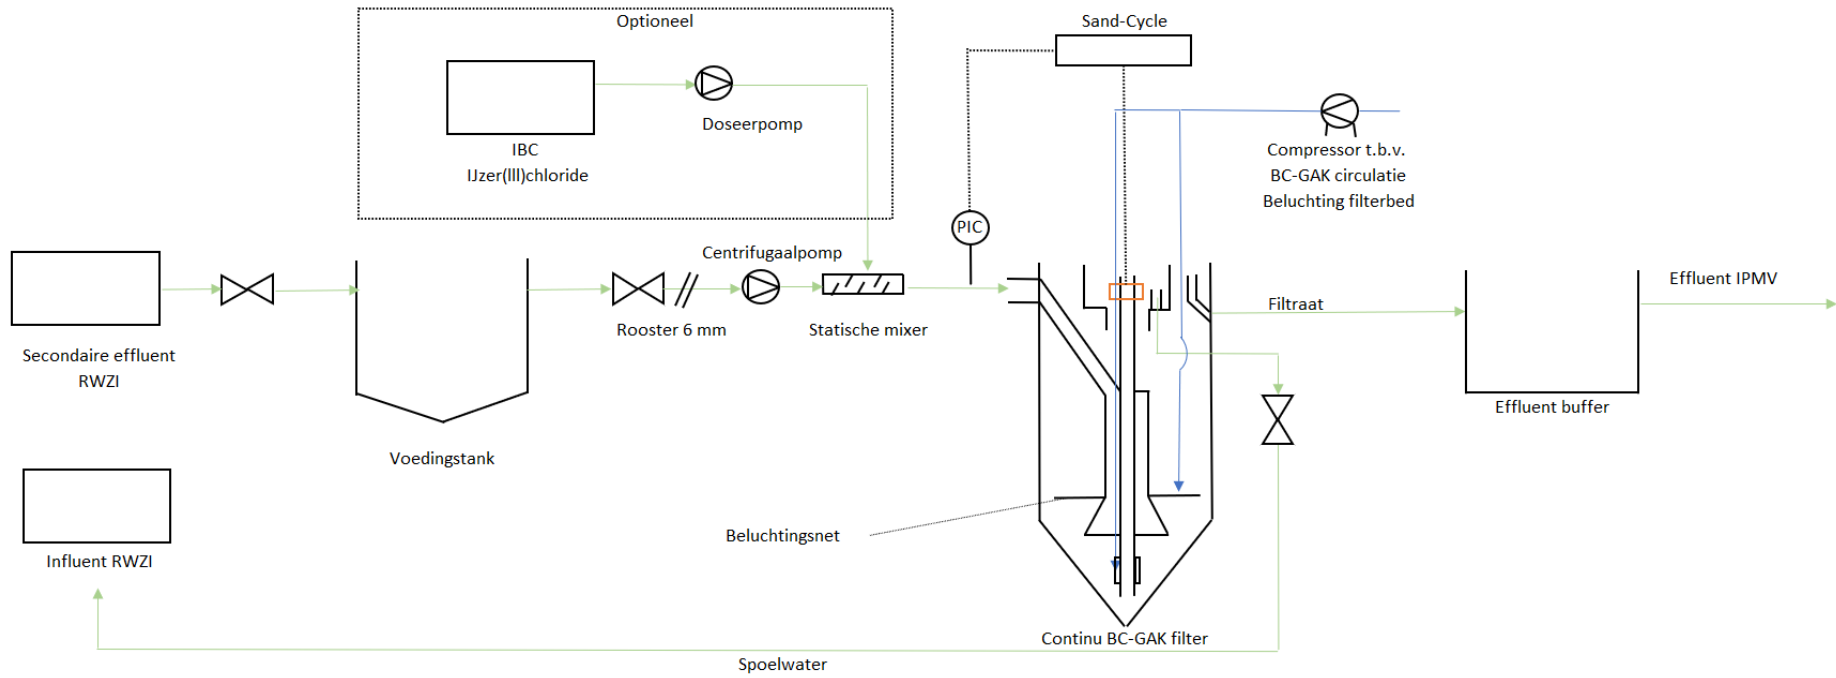 Optioneel
Sand-Cycle
Doseerpomp
IBC
IJzer(lll)chloride
Compressor t.b.v.
BC-GAK circulatie
Beluchting filterbed
PIC
Centrifugaalpomp
Effluent IPMV
Filtraat
Rooster 6 mm
Statische mixer
Secondaire effluent
RWZI
Effluent buffer
Voedingstank
Beluchtingsnet
Influent RWZI
Continu BC-GAK filter
Spoelwater